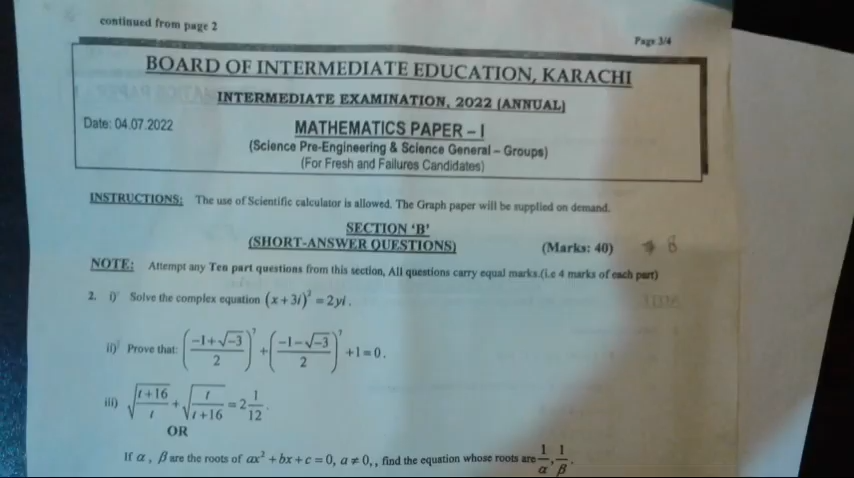 continued from page 2
Page 3/4
BOARD OF INTERMEDIATE EDUCATION, KARACHI
INTERMEDIATE EXAMINATION, 2022 (ANNUAL)
Date: 04.07.2022
MATHEMATICS PAPER – I
(Science Pre-Engineering & Science General – Groups)
(For Fresh and Failures Candidates)
INSTRUCTIONS: The use of Scientific calculator is allowed. The Graph paper will be supplied on demand.
SECTION ‘B’
(SHORT-ANSWER QUESTIONS) (Marks: 40) 8
NOTE: Attempt any Ten part questions from this section, All questions carry equal marks.(i.e 4 marks of each part)
2. i) Solve the complex equation (x + 3i)² = 2yi .
ii) Prove that: ((-1+√-3)/2)⁷ + ((-1-√-3)/2)⁷ + 1 = 0 .
iii) √((t+16)/t) + √(t/(t+16)) = 2 1/12 .
OR
If α , β are the roots of ax² + bx + c = 0, a ≠ 0, , find the equation whose roots are 1/α , 1/β .